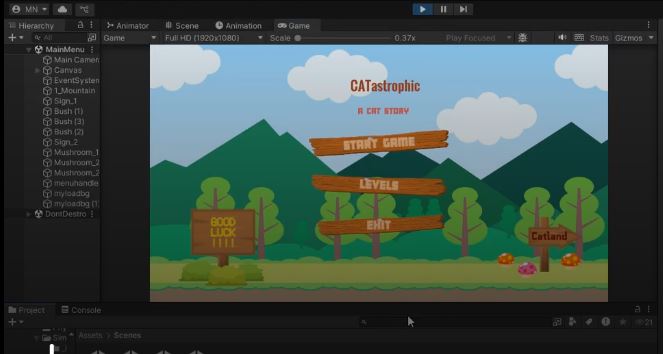 MN
Hierarchy
Animator
Scene
Animation
Game
All
Game
Full HD (1920x1080)
Scale
0.37x
Play Focused
Stats
Gizmos
MainMenu
Main Camer
Canvas
EventSystem
1_Mountain
Sign_1
Bush (1)
Bush (3)
Bush (2)
Sign_2
Mushroom_1
Mushroom_2
Mushroom_2
menuhandle
myloadbg
myloadbg (1)
DontDestro
CATastrophic
A CAT STORY
START GAME
LEVELS
EXIT
GOOD
LUCK
!!!!
Catland
Project
Console
21
Sim
Assets > Scenes